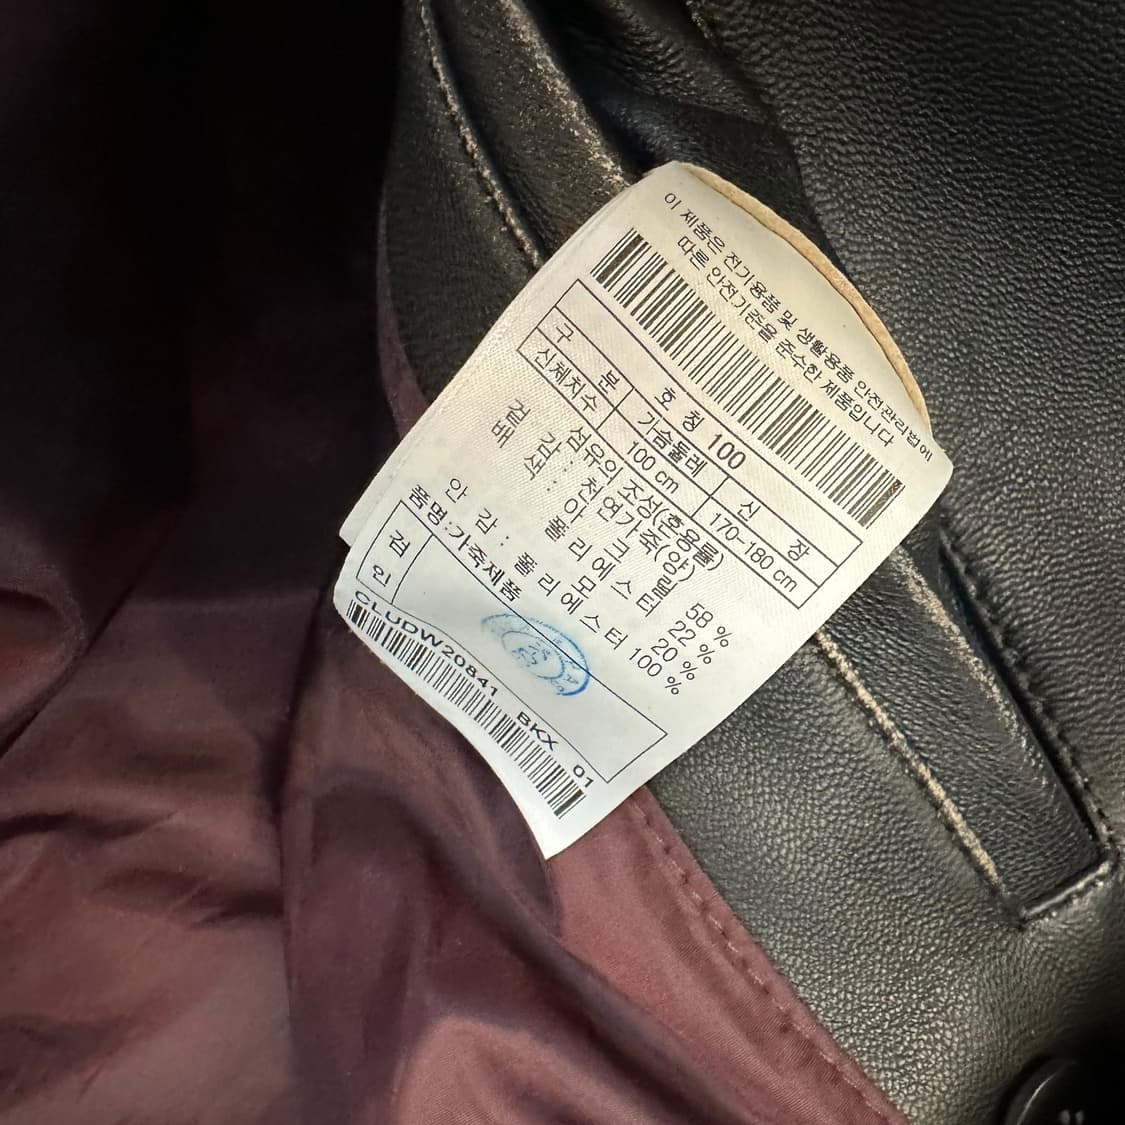 이 제품은 전기용품 및 생활용품 안전관리법에
따른 안전기준을 준수한 제품입니다
구 분 호 칭 100
신체치수 가슴둘레 신 장
100 cm 170-180 cm
섬유의 조성(혼용률)
겉 감 : 천연가죽(양)
배 색 : 아 크 릴 58 %
모 22 %
폴 리 에 스 터 20 %
안 감 : 폴 리 에 스 터 100 %
품명:가죽제품
검
인
CLUDW20841 BKX 01